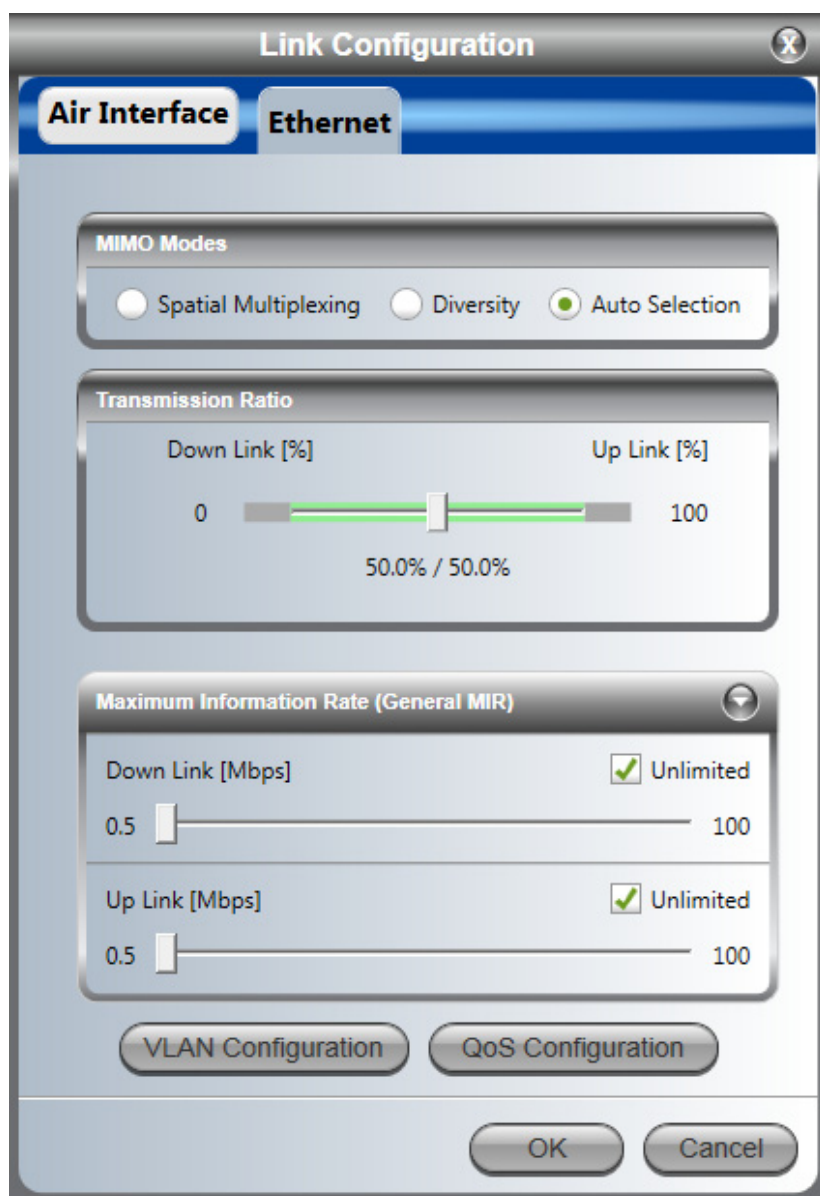 Link Configuration X
Air Interface Ethernet
MIMO Modes
Spatial Multiplexing Diversity Auto Selection
Transmission Ratio
Down Link [%] Up Link [%]
0 100
50.0% / 50.0%
Maximum Information Rate (General MIR)
Down Link [Mbps] Unlimited
0.5 100
Up Link [Mbps] Unlimited
0.5 100
VLAN Configuration QoS Configuration
OK Cancel